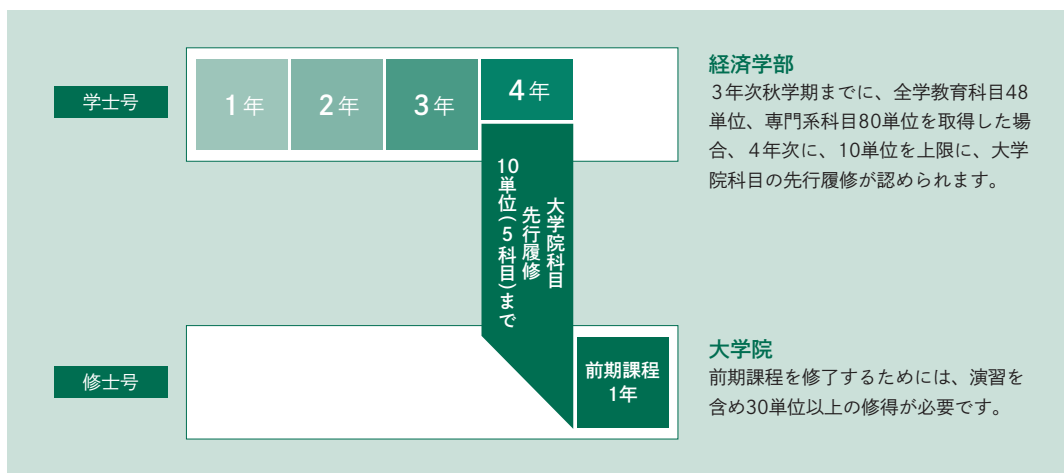 学士号
1年
2年
3年
4年
大学院科目
先行履修
10単位(5科目)まで
経済学部
３年次秋学期までに、全学教育科目48
単位、専門系科目80単位を取得した場
合、４年次に、10単位を上限に、大学
院科目の先行履修が認められます。
修士号
前期課程
1年
大学院
前期課程を修了するためには、演習を
含め30単位以上の修得が必要です。